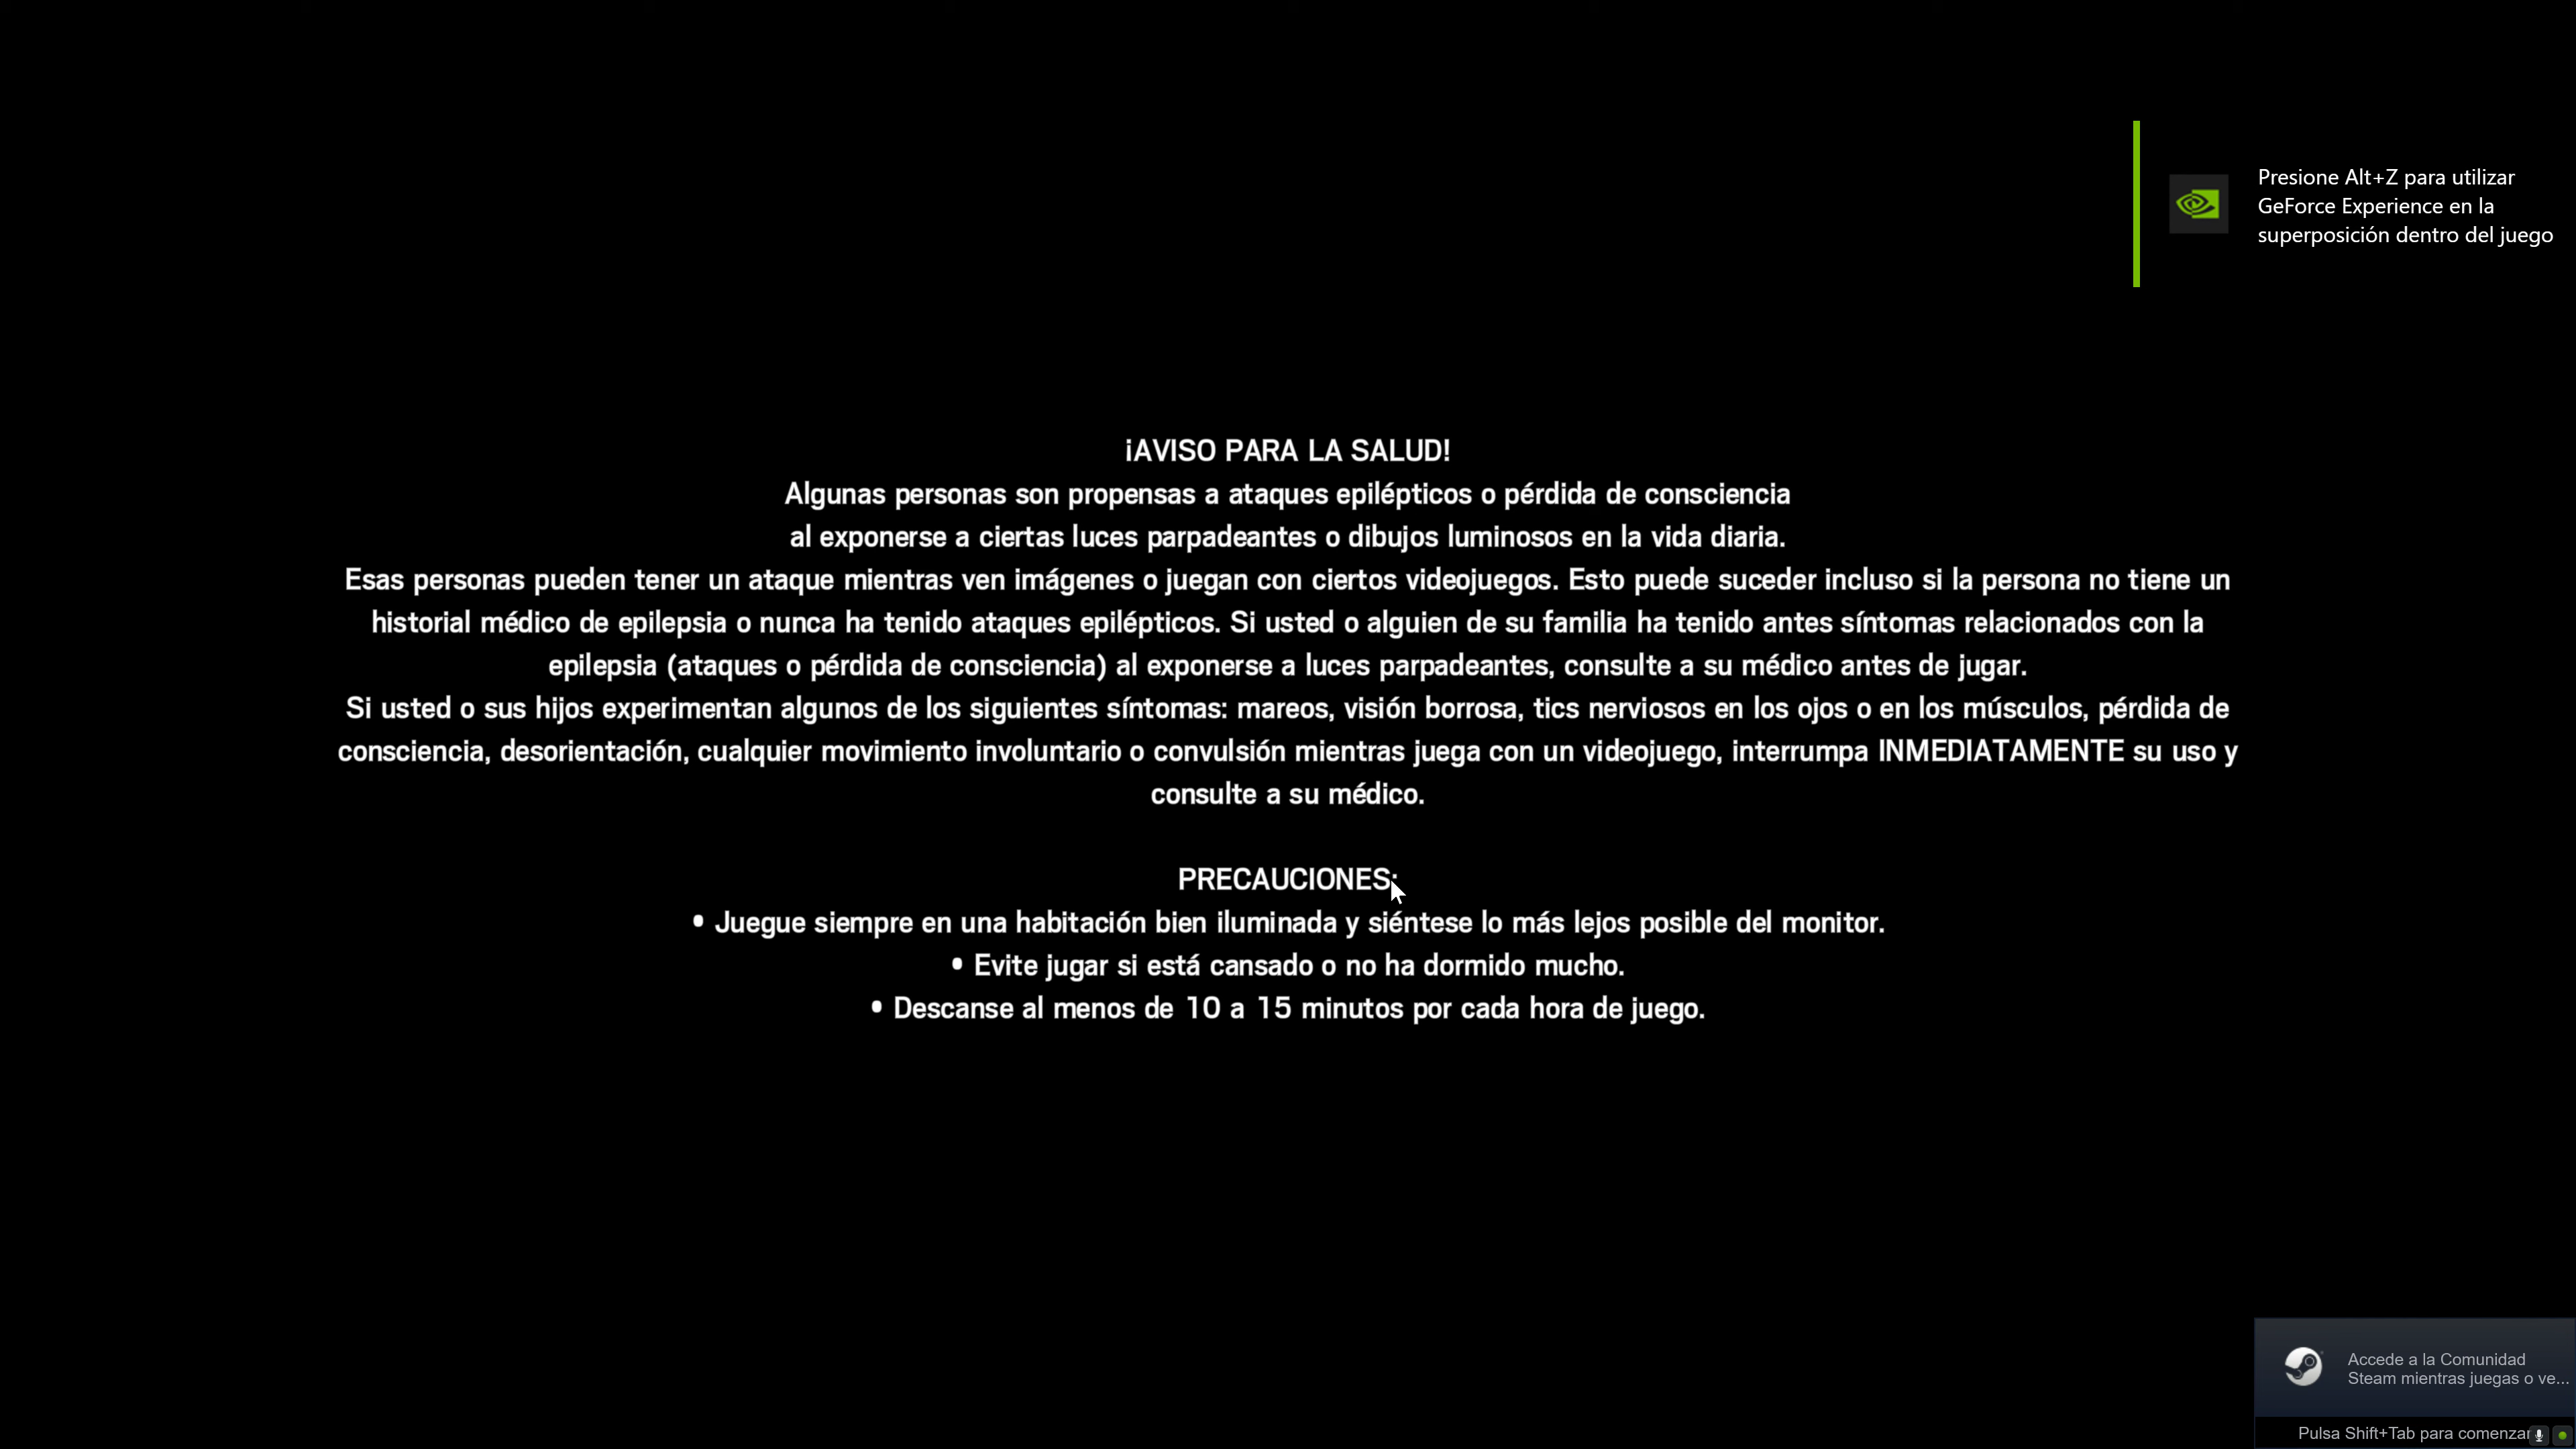 Presione Alt+Z para utilizar
GeForce Experience en la
superposición dentro del juego
¡AVISO PARA LA SALUD!
Algunas personas son propensas a ataques epilépticos o pérdida de consciencia
al exponerse a ciertas luces parpadeantes o dibujos luminosos en la vida diaria.
Esas personas pueden tener un ataque mientras ven imágenes o juegan con ciertos videojuegos. Esto puede suceder incluso si la persona no tiene un
historial médico de epilepsia o nunca ha tenido ataques epilépticos. Si usted o alguien de su familia ha tenido antes síntomas relacionados con la
epilepsia (ataques o pérdida de consciencia) al exponerse a luces parpadeantes, consulte a su médico antes de jugar.
Si usted o sus hijos experimentan algunos de los siguientes síntomas: mareos, visión borrosa, tics nerviosos en los ojos o en los músculos, pérdida de
consciencia, desorientación, cualquier movimiento involuntario o convulsión mientras juega con un videojuego, interrumpa INMEDIATAMENTE su uso y
consulte a su médico.
PRECAUCIONES:
• Juegue siempre en una habitación bien iluminada y siéntese lo más lejos posible del monitor.
• Evite jugar si está cansado o no ha dormido mucho.
• Descanse al menos de 10 a 15 minutos por cada hora de juego.
Accede a la Comunidad
Steam mientras juegas o ve...
Pulsa Shift+Tab para comenzar